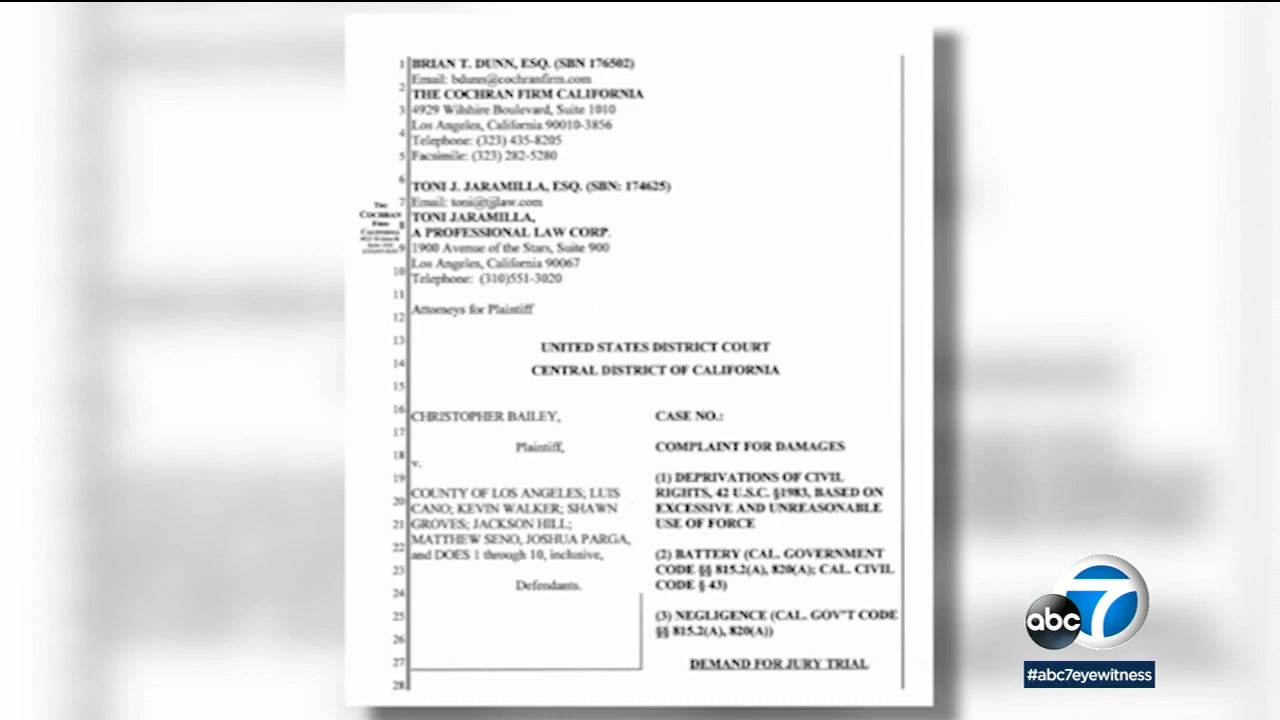 1 BRIAN T. DUNN, ESQ. (SBN 176502)
Email: bdunn@cochranfirm.com
2 THE COCHRAN FIRM CALIFORNIA
3 4929 Wilshire Boulevard, Suite 1010
Los Angeles, California 90010-3856
4 Telephone: (323) 435-8205
5 Facsimile: (323) 282-5280
6 TONI J. JARAMILLA, ESQ. (SBN: 174625)
7 Email: toni@tjjlaw.com
TONI JARAMILLA,
8 A PROFESSIONAL LAW CORP.
9 1900 Avenue of the Stars, Suite 900
Los Angeles, California 90067
10 Telephone: (310)551-3020
11
12 Attorneys for Plaintiff
THE
COCHRAN
FIRM
CALIFORNIA
13 UNITED STATES DISTRICT COURT
14 CENTRAL DISTRICT OF CALIFORNIA
15
16 CHRISTOPHER BAILEY,
17
Plaintiff,
18 v.
19
COUNTY OF LOS ANGELES; LUIS
20 CANO; KEVIN WALKER; SHAWN
21 GROVES; JACKSON HILL;
MATTHEW SENO, JOSHUA PARGA,
22 and DOES 1 through 10, inclusive,
23
Defendants.
24
25
26
27
28
CASE NO.:
COMPLAINT FOR DAMAGES
(1) DEPRIVATIONS OF CIVIL
RIGHTS, 42 U.S.C. §1983, BASED ON
EXCESSIVE AND UNREASONABLE
USE OF FORCE
(2) BATTERY (CAL. GOVERNMENT
CODE §§ 815.2(A), 820(A); CAL. CIVIL
CODE § 43)
(3) NEGLIGENCE (CAL. GOV'T CODE
§§ 815.2(A), 820(A))
DEMAND FOR JURY TRIAL
abc 7
#abc7eyewitness